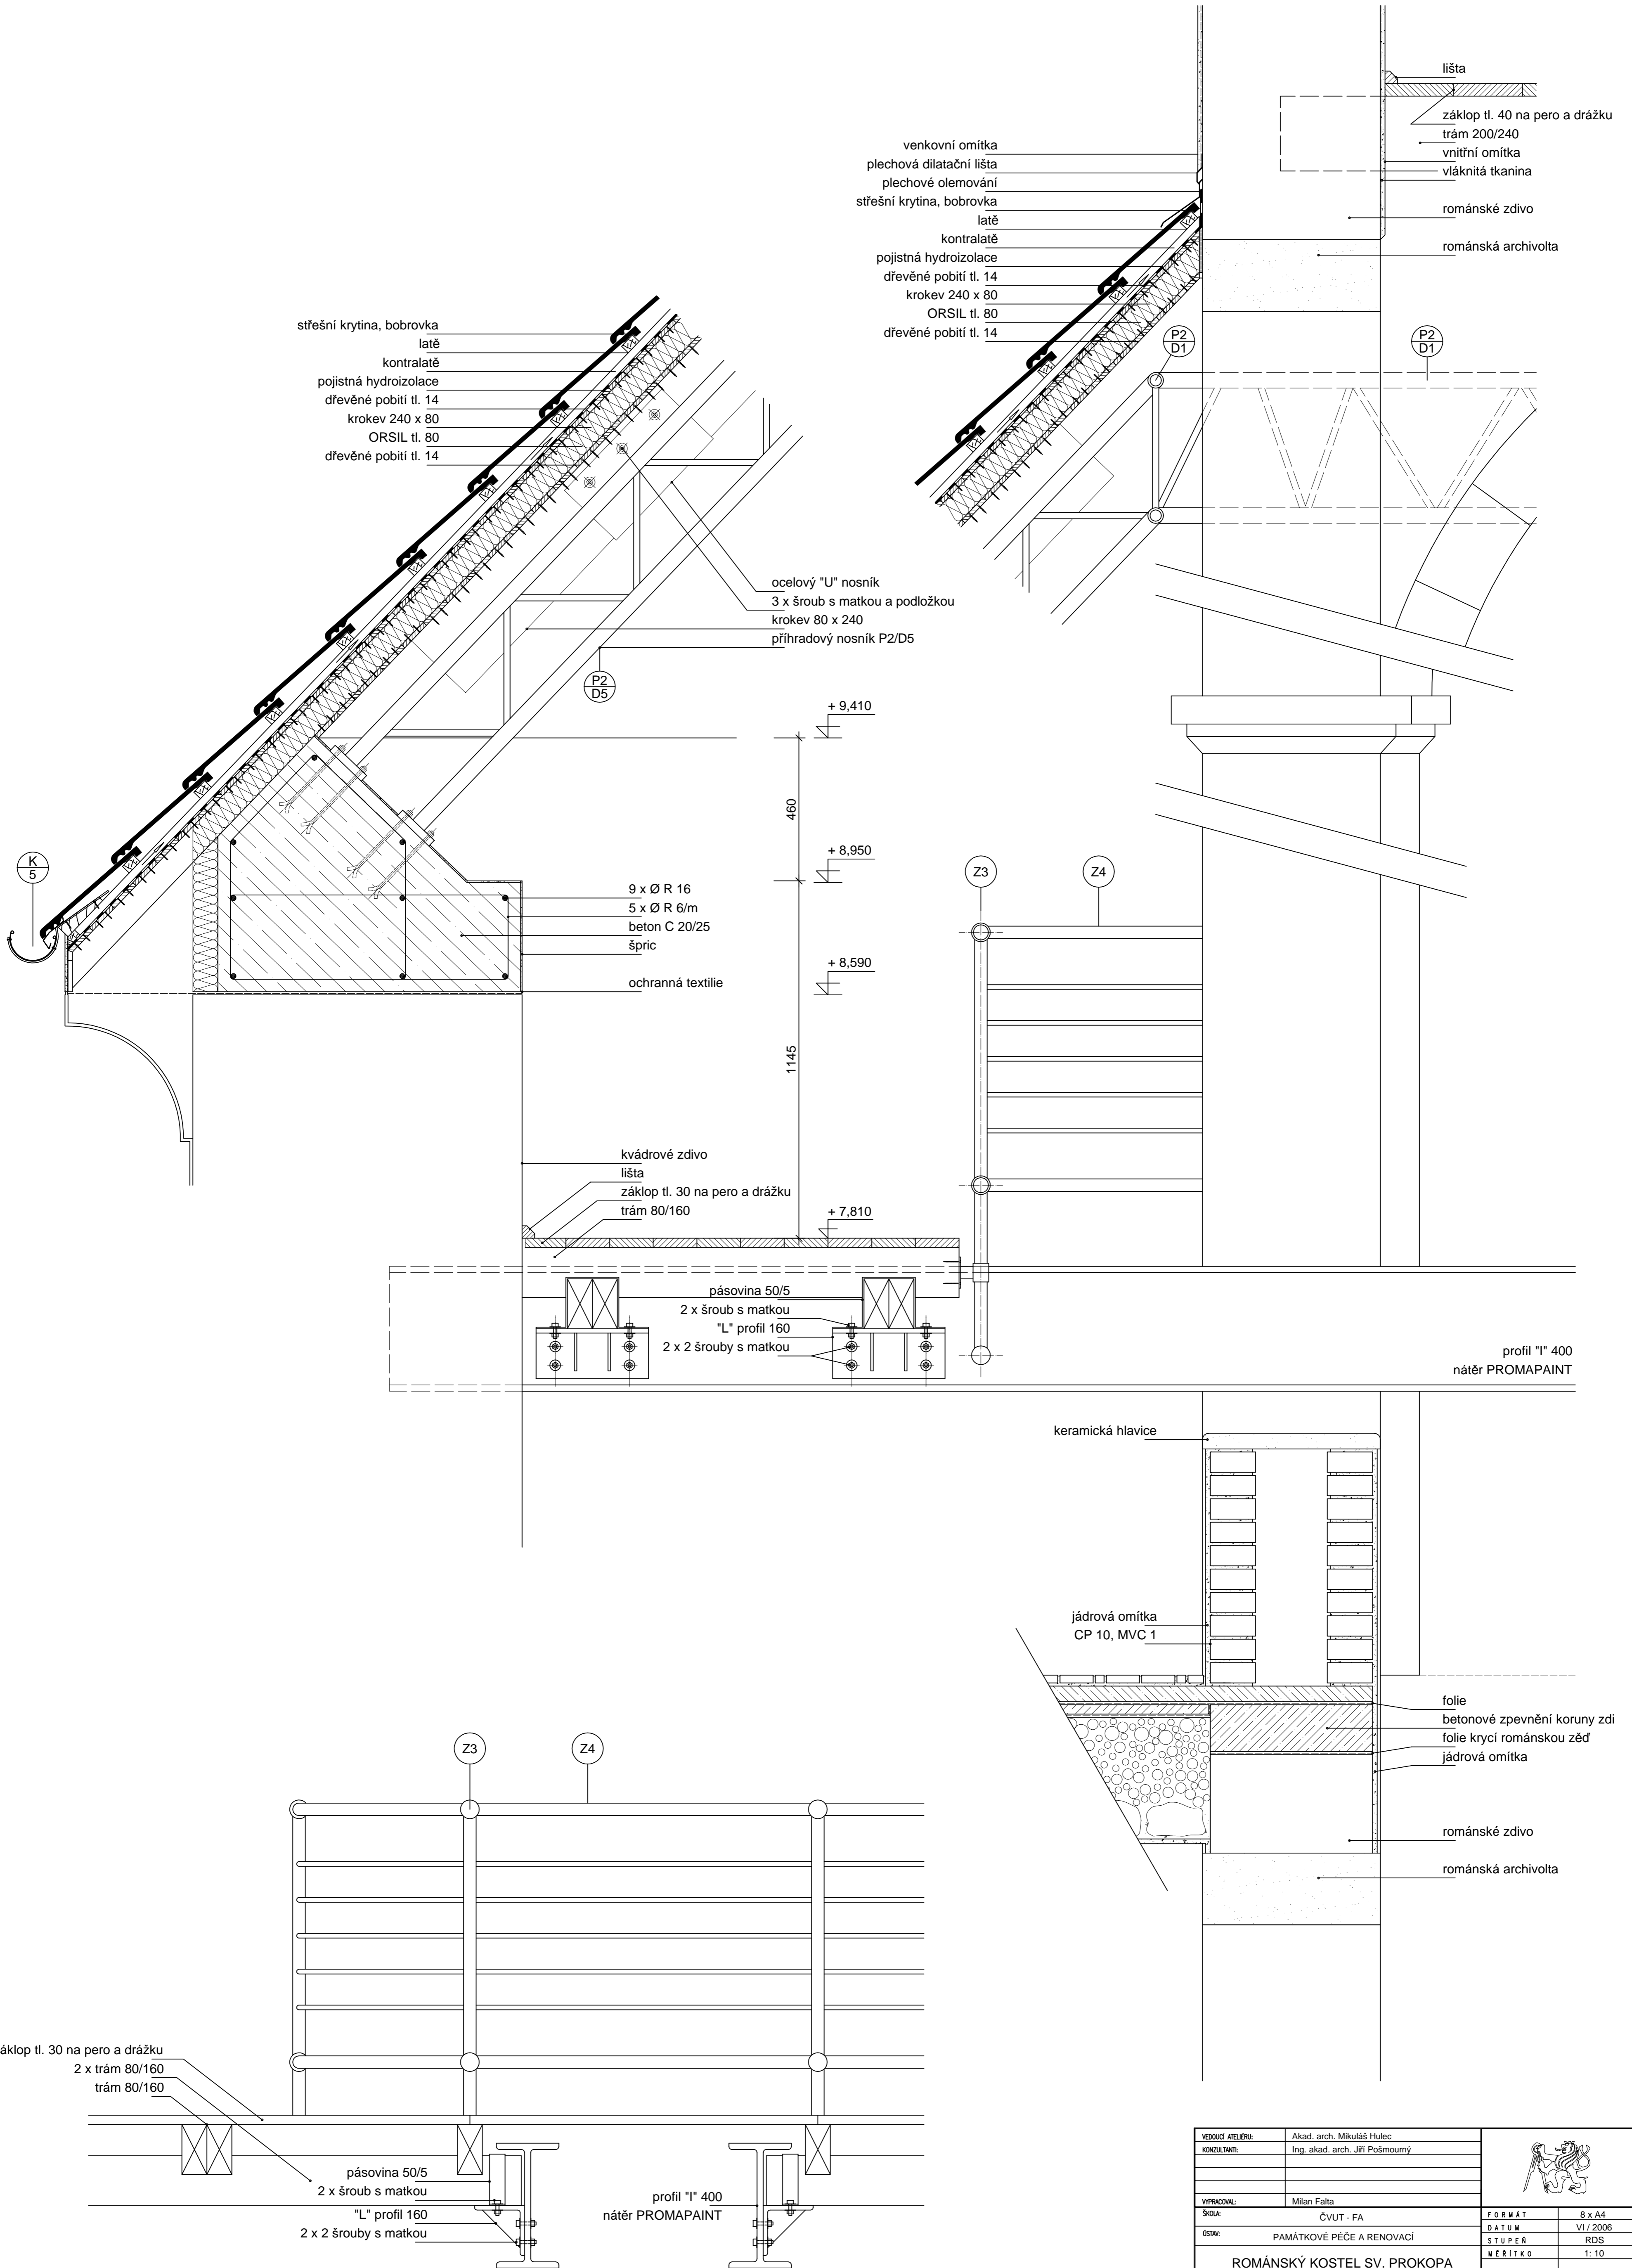 lišta
záklop tl. 40 na pero a drážku
trám 200/240
vnitřní omítka
vláknitá tkanina
románské zdivo
románská archivolta
venkovní omítka
plechová dilatační lišta
plechové olemování
střešní krytina, bobrovka
latě
kontralatě
pojistná hydroizolace
dřevěné pobití tl. 14
krokev 240 x 80
ORSIL tl. 80
dřevěné pobití tl. 14
P2
D1
P2
D1
střešní krytina, bobrovka
latě
kontralatě
pojistná hydroizolace
dřevěné pobití tl. 14
krokev 240 x 80
ORSIL tl. 80
dřevěné pobití tl. 14
ocelový "U" nosník
3 x šroub s matkou a podložkou
krokev 80 x 240
příhradový nosník P2/D5
P2
D5
+ 9,410
460
+ 8,950
K
5
Z3
Z4
9 x Ø R 16
5 x Ø R 6/m
beton C 20/25
špric
ochranná textilie
+ 8,590
1145
kvádrové zdivo
lišta
záklop tl. 30 na pero a drážku
trám 80/160
+ 7,810
pásovina 50/5
2 x šroub s matkou
"L" profil 160
2 x 2 šrouby s matkou
profil "I" 400
nátěr PROMAPAINT
keramická hlavice
jádrová omítka
CP 10, MVC 1
folie
betonové zpevnění koruny zdi
folie krycí románskou zěď
jádrová omítka
románské zdivo
románská archivolta
Z3
Z4
áklop tl. 30 na pero a drážku
2 x trám 80/160
trám 80/160
pásovina 50/5
2 x šroub s matkou
"L" profil 160
2 x 2 šrouby s matkou
profil "I" 400
nátěr PROMAPAINT
VEDOUCÍ ATELIÉRU: Akad. arch. Mikuláš Hulec
KONZULTANTI: Ing. akad. arch. Jiří Pošmourný
VYPRACOVAL: Milan Falta
ŠKOLA: ČVUT - FA
ÚSTAV: PAMÁTKOVÉ PÉČE A RENOVACÍ
ROMÁNSKÝ KOSTEL SV. PROKOPA
FORMÁT 8 x A4
DATUM VI / 2006
STUPEŇ RDS
MĚŘÍTKO 1: 10